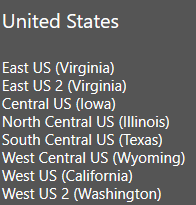 United States
East US (Virginia)
East US 2 (Virginia)
Central US (Iowa)
North Central US (Illinois)
South Central US (Texas)
West Central US (Wyoming)
West US (California)
West US 2 (Washington)